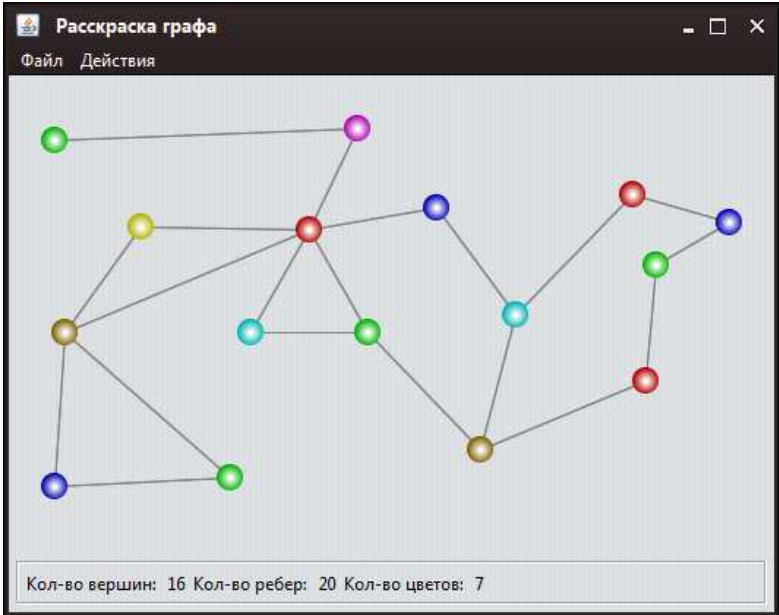 Расскраска графа
Файл Действия
Кол-во вершин: 16 Кол-во ребер: 20 Кол-во цветов: 7